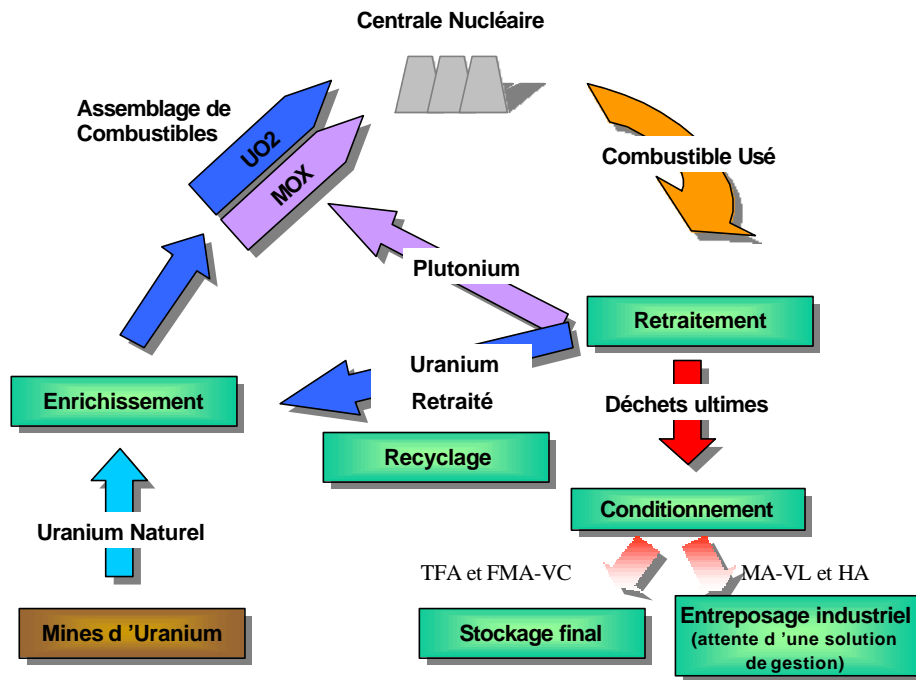 Centrale Nucléaire
Assemblage de
Combustibles
UO2
MOX
Combustible Usé
Plutonium
Retraitement
Uranium
Retraité
Enrichissement
Déchets ultimes
Recyclage
Conditionnement
Uranium Naturel
TFA et FMA-VC
MA-VL et HA
Mines d ’Uranium
Stockage final
Entreposage industriel
(attente d ’une solution
de gestion)